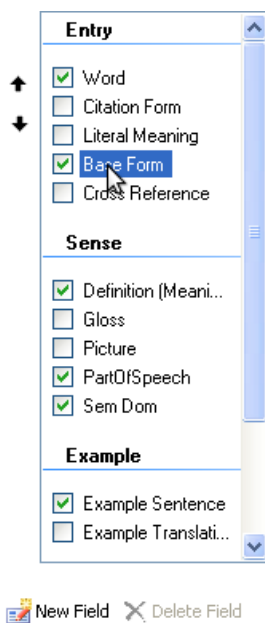 Entry
Word
Citation Form
Literal Meaning
Base Form
Cross Reference
Sense
Definition (Meani...
Gloss
Picture
PartOfSpeech
Sem Dom
Example
Example Sentence
Example Translati...
New Field Delete Field